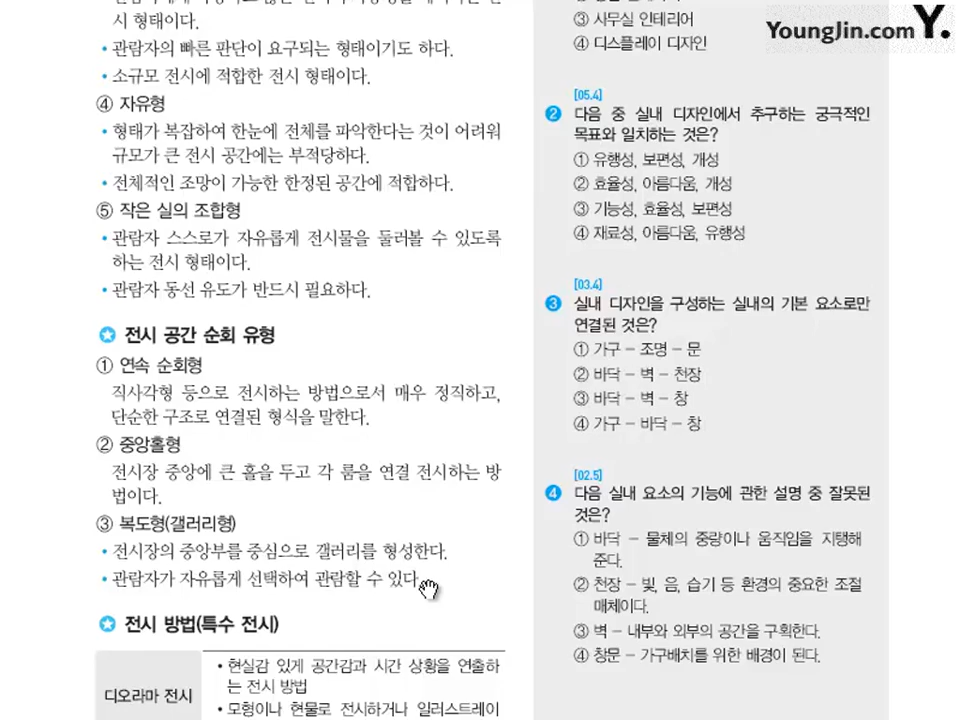 시 형태이다.
• 관람자의 빠른 판단이 요구되는 형태이기도 하다.
• 소규모 전시에 적합한 전시 형태이다.
④ 자유형
• 형태가 복잡하여 한눈에 전체를 파악한다는 것이 어려워
규모가 큰 전시 공간에는 부적당하다.
• 전체적인 조망이 가능한 한정된 공간에 적합하다.
⑤ 작은 실의 조합형
• 관람자 스스로가 자유롭게 전시물을 둘러볼 수 있도록
하는 전시 형태이다.
• 관람자 동선 유도가 반드시 필요하다.
전시 공간 순회 유형
① 연속 순회형
직사각형 등으로 전시하는 방법으로서 매우 정직하고,
단순한 구조로 연결된 형식을 말한다.
② 중앙홀형
전시장 중앙에 큰 홀을 두고 각 룸을 연결 전시하는 방
법이다.
③ 복도형(갤러리형)
• 전시장의 중앙부를 중심으로 갤러리를 형성한다.
• 관람자가 자유롭게 선택하여 관람할 수 있다.
전시 방법(특수 전시)
디오라마 전시
• 현실감 있게 공간감과 시간 상황을 연출하
는 전시 방법
• 모형이나 현물로 전시하거나 일러스트레이
YoungJin.com Y.
③ 사무실 인테리어
④ 디스플레이 디자인
[05.4]
2 다음 중 실내 디자인에서 추구하는 궁극적인
목표와 일치하는 것은?
① 유행성, 보편성, 개성
② 효율성, 아름다움, 개성
③ 기능성, 효율성, 보편성
④ 재료성, 아름다움, 유행성
[03.4]
3 실내 디자인을 구성하는 실내의 기본 요소로만
연결된 것은?
① 가구 – 조명 – 문
② 바닥 – 벽 – 천장
③ 바닥 – 벽 – 창
④ 가구 – 바닥 – 창
[02.5]
4 다음 실내 요소의 기능에 관한 설명 중 잘못된
것은?
① 바닥 – 물체의 중량이나 움직임을 지탱해
준다.
② 천장 – 빛, 음, 습기 등 환경의 중요한 조절
매체이다.
③ 벽 – 내부와 외부의 공간을 구획한다.
④ 창문 – 가구배치를 위한 배경이 된다.